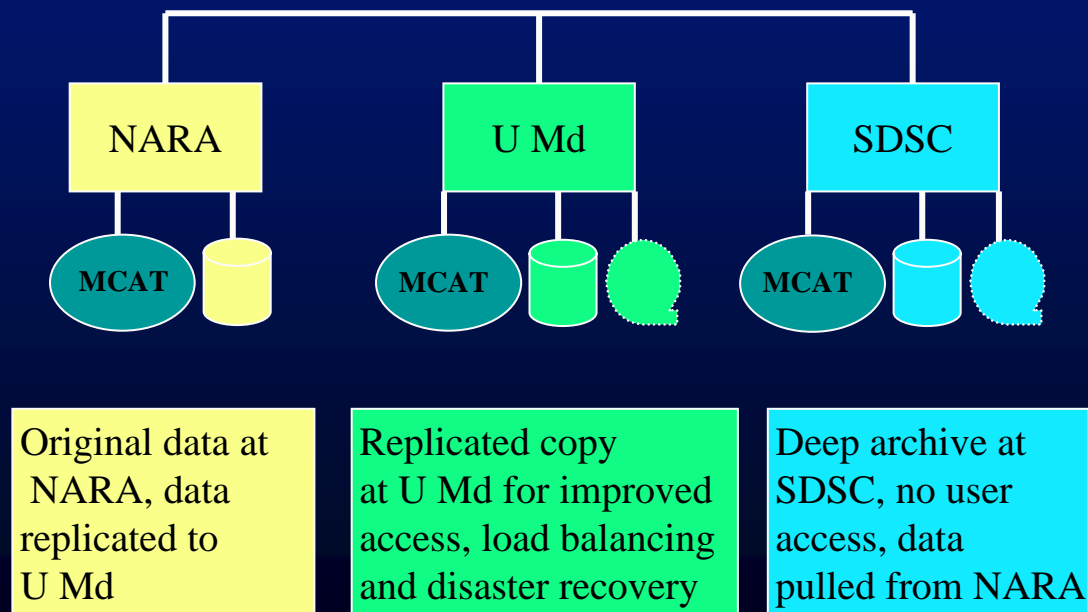 NARA
U Md
SDSC
MCAT
MCAT
MCAT
Original data at
NARA, data
replicated to
U Md
Replicated copy
at U Md for improved
access, load balancing
and disaster recovery
Deep archive at
SDSC, no user
access, data
pulled from NARA